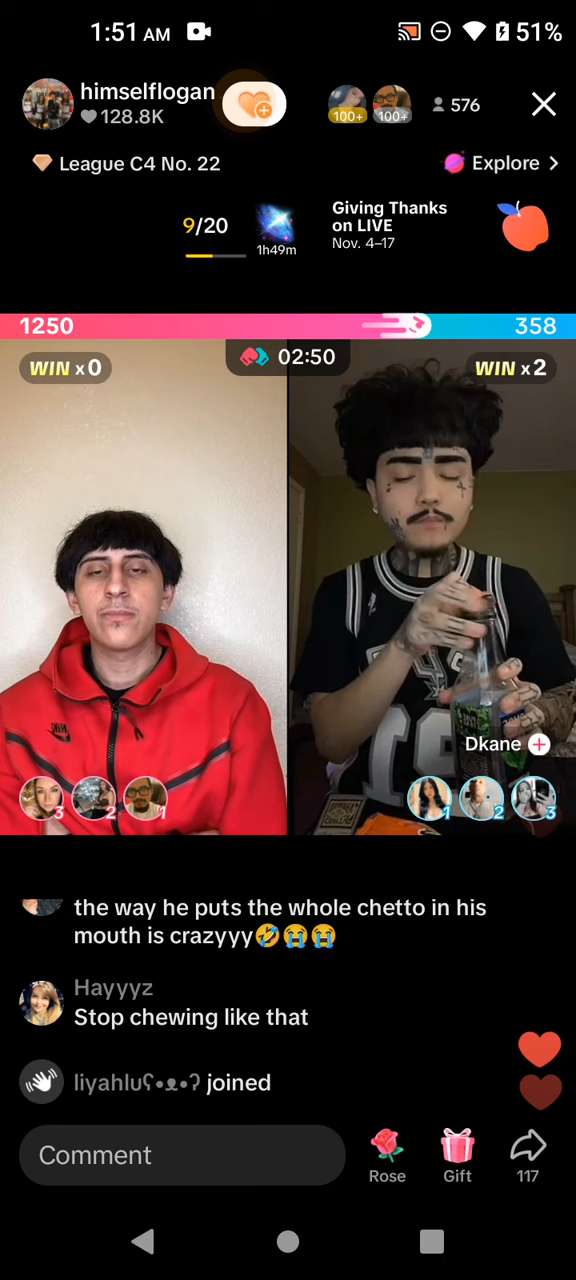 1:51 AM 51%
himselflogan
128.8K
100+ 100+ 576
League C4 No. 22
Explore >
9/20
1h49m
Giving Thanks
on LIVE
Nov. 4–17
1250 358
WIN x0
02:50
WIN x2
Dkane
3 2 1
1 2 3
the way he puts the whole chetto in his
mouth is crazyyy🤣😭😭
Hayyyz
Stop chewing like that
liyahluʕ•ᴥ•ʔ joined
Comment
Rose
Gift
117